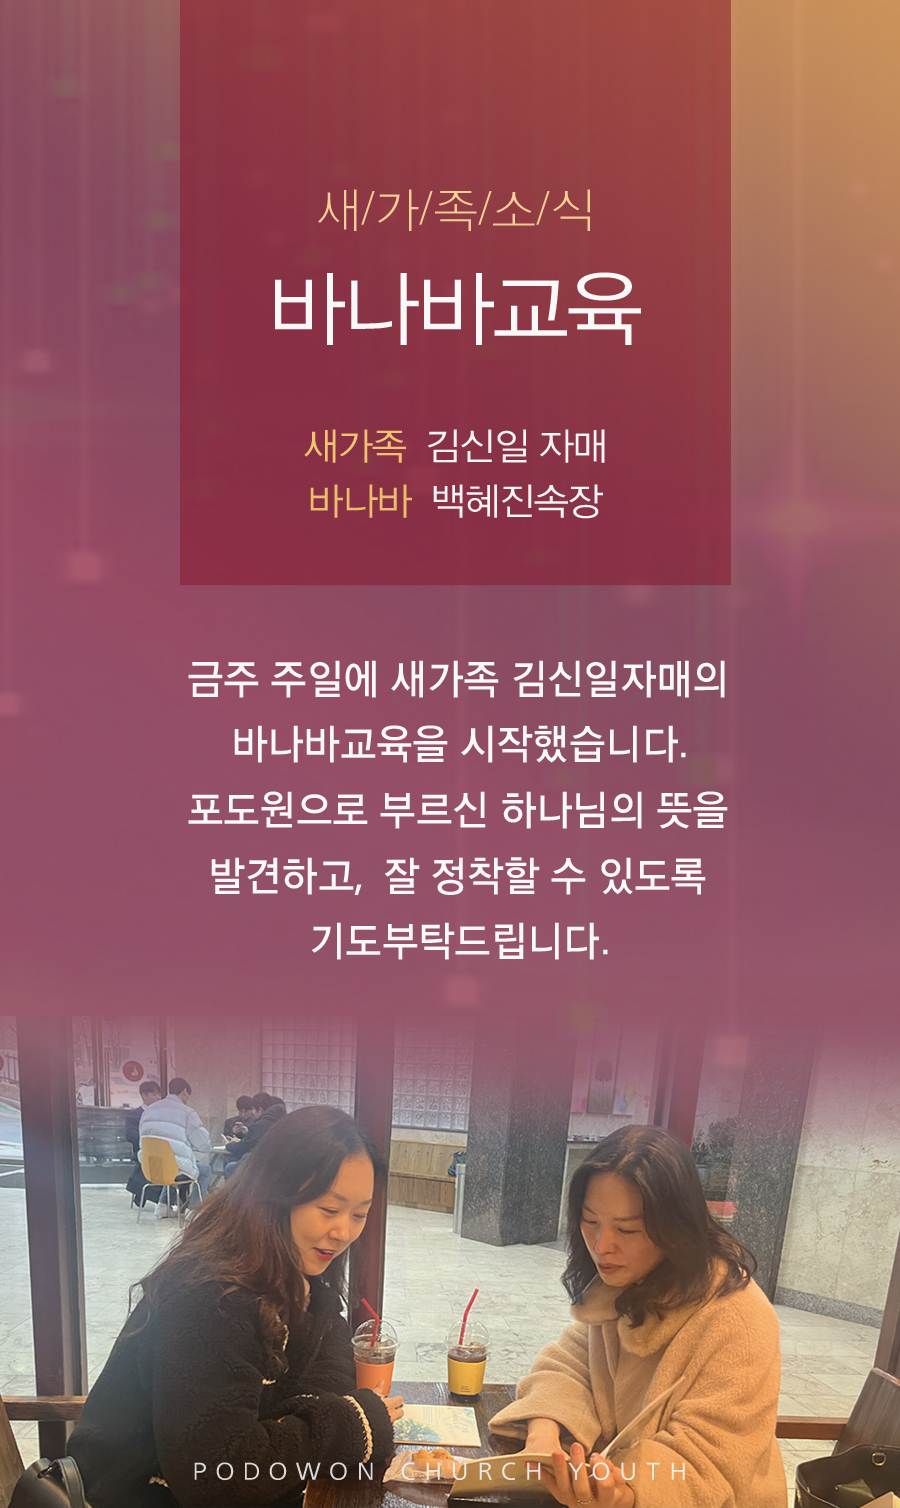 새/가/족/소/식
바나바교육
새가족 김신일 자매
바나바 백혜진속장
금주 주일에 새가족 김신일자매의
바나바교육을 시작했습니다.
포도원으로 부르신 하나님의 뜻을
발견하고, 잘 정착할 수 있도록
기도부탁드립니다.
PODOWON CHURCH YOUTH